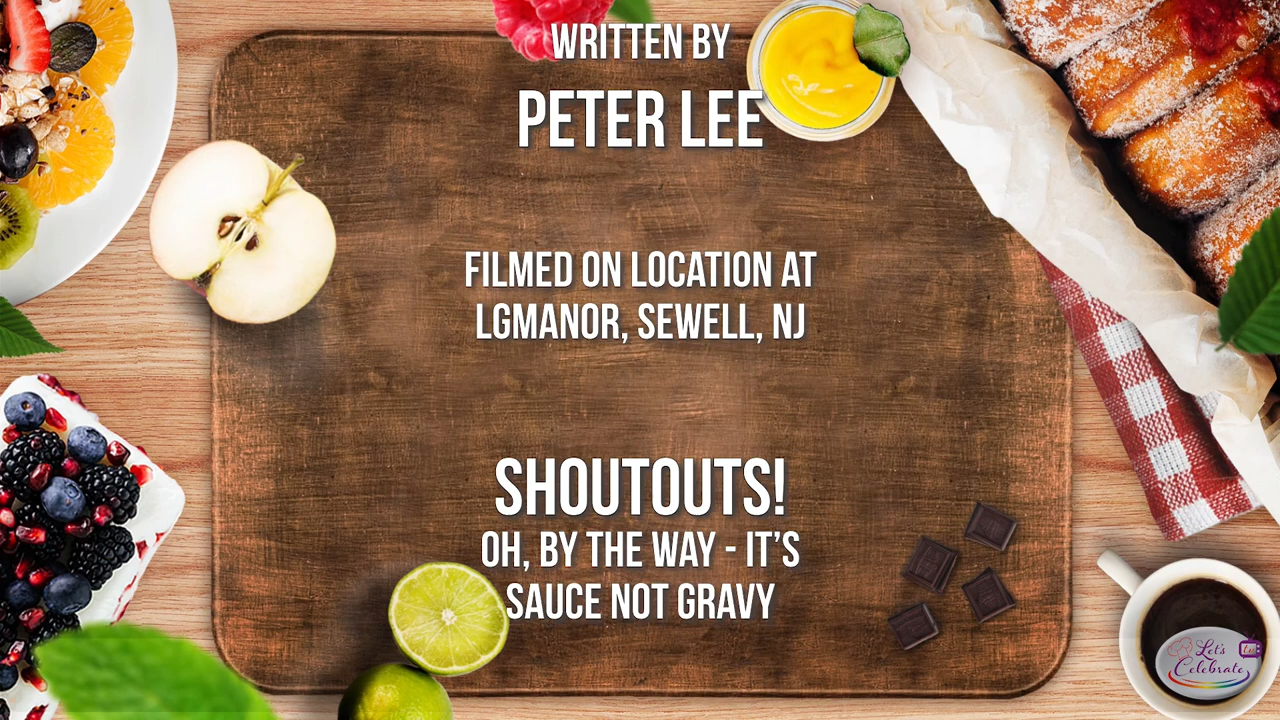 WRITTEN BY
PETER LEE
FILMED ON LOCATION AT
LGMANOR, SEWELL, NJ
SHOUTOUTS!
OH, BY THE WAY - IT’S
SAUCE NOT GRAVY
Let's
Celebrate